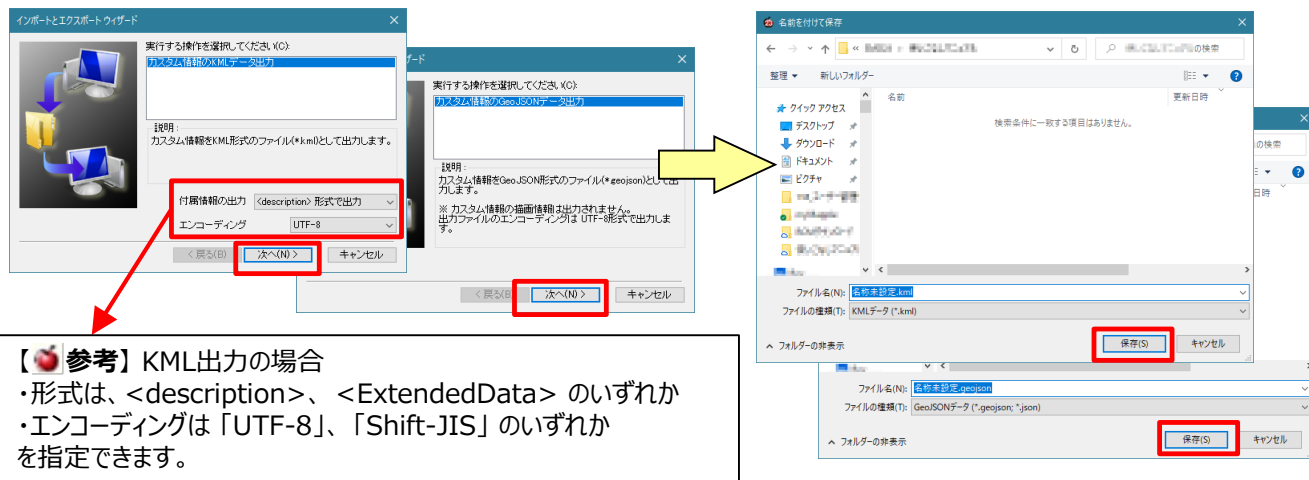 インポートとエクスポート ウィザード
実行する操作を選択してください(C):
カスタム情報のKMLデータ出力
説明:
カスタム情報をKML形式のファイル(*.kml)として出力します。
付属情報の出力
<description> 形式で出力
エンコーディング
UTF-8
< 戻る(B)
次へ(N) >
キャンセル
ード
実行する操作を選択してください(C):
カスタム情報のGeoJSONデータ出力
説明:
カスタム情報をGeoJSON形式のファイル(*.geojson)として出
力します。
※ カスタム情報の描画情報は出力されません。
出力ファイルのエンコーディングは UTF-8形式で出力しま
す。
< 戻る(B
次へ(N) >
キャンセル
【参考】KML出力の場合
・形式は、<description>、 <ExtendedData> のいずれか
・エンコーディングは「UTF-8」、「Shift-JIS」のいずれか
を指定できます。
名前を付けて保存
の検索
整理
新しいフォルダー
名前
更新日時
検索条件に一致する項目はありません。
クイック アクセス
デスクトップ
ダウンロード
ドキュメント
ピクチャ
ファイル名(N): 名称未設定.kml
ファイルの種類(T): KMLデータ (*.kml)
フォルダーの非表示
保存(S)
キャンセル
の検索
日時
ファイル名(N): 名称未設定.geojson
ファイルの種類(T): GeoJSONデータ (*.geojson; *.json)
フォルダーの非表示
保存(S)
キャンセル